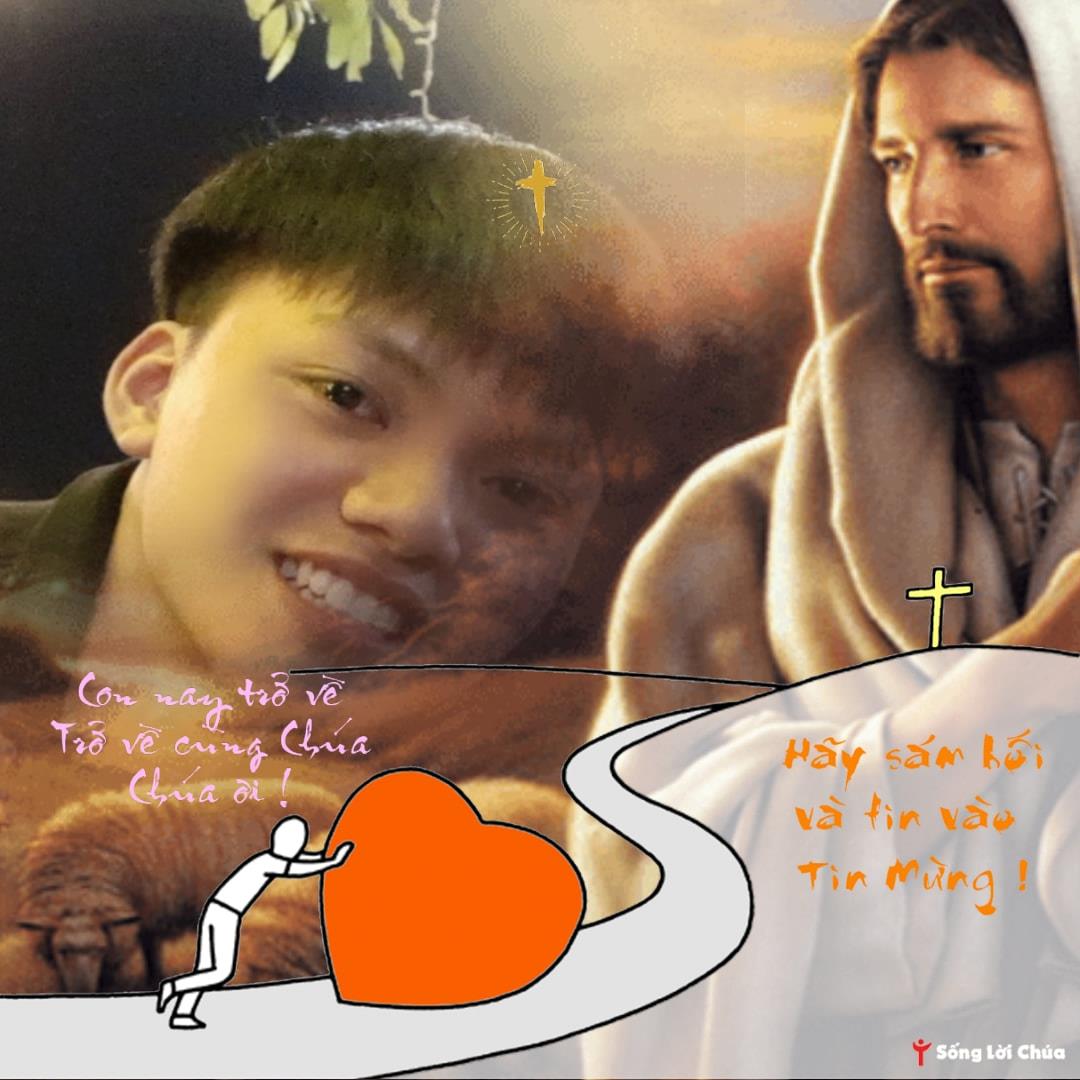 Con nay trở về
Trở về cùng Chúa
Chúa ơi !
Hãy sám hối
và tin vào
Tin Mừng !
Sống Lời Chúa